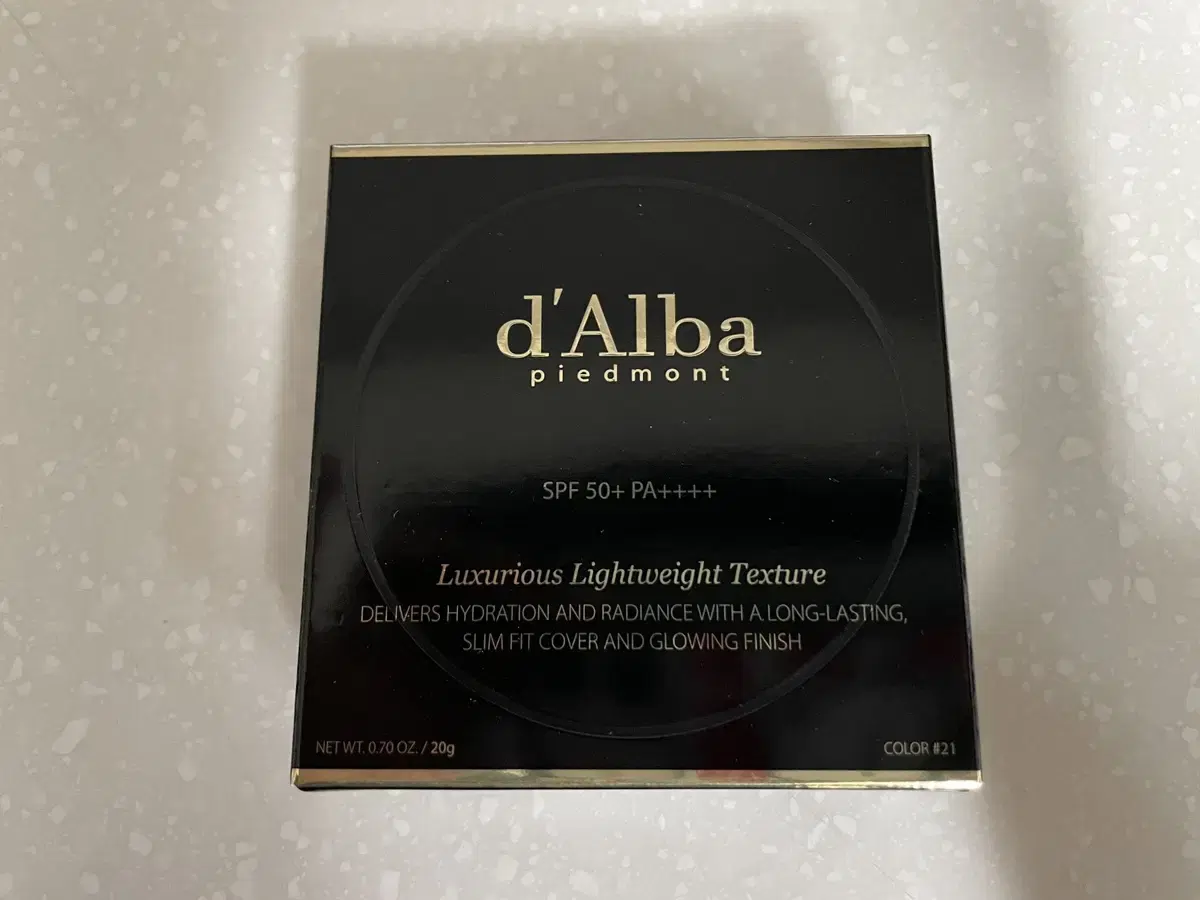 d'Alba
piedmont
SPF 50+ PA++++
Luxurious Lightweight Texture
DELIVERS HYDRATION AND RADIANCE WITH A LONG-LASTING,
SLIM FIT COVER AND GLOWING FINISH
NET WT. 0.70 OZ. / 20g
COLOR #21